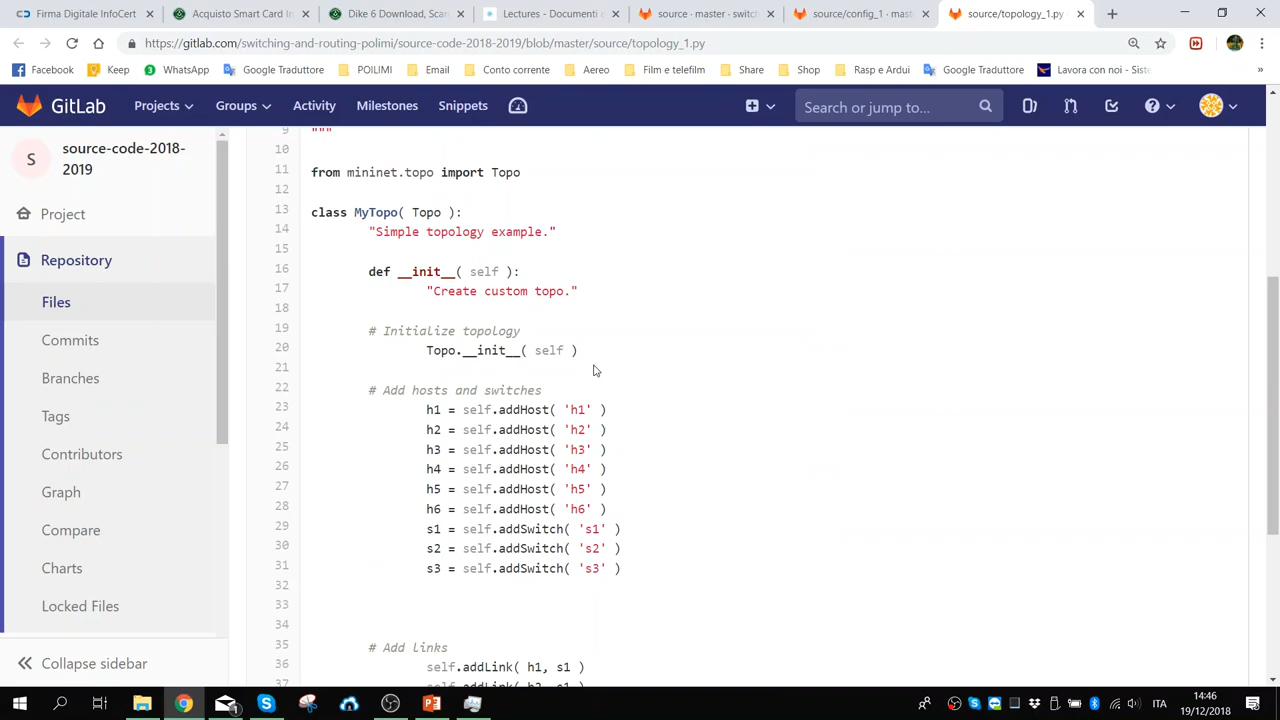 Firma Digitale InfoCert
Acquisto Smart Card In
Dike 6 Download, Scar
Lectures - Documenti c
source · master · switch
source/config_1 · mast
source/topology_1.py ·
https://gitlab.com/switching-and-routing-polimi/source-code-2018-2019/blob/master/source/topology_1.py
Facebook
Keep
WhatsApp
Google Traduttore
POILIMI
Email
Conto corrente
Aereo
Film e telefilm
Share
Shop
Rasp e Ardui
Google Traduttore
Lavora con noi - Siste
»
GitLab
Projects
Groups
Activity
Milestones
Snippets
Search or jump to...
S
source-code-2018-2019
Project
Repository
Files
Commits
Branches
Tags
Contributors
Graph
Compare
Charts
Locked Files
Collapse sidebar
9 """
10
11 from mininet.topo import Topo
12
13 class MyTopo( Topo ):
14 "Simple topology example."
15
16 def __init__( self ):
17 "Create custom topo."
18
19 # Initialize topology
20 Topo.__init__( self )
21
22 # Add hosts and switches
23 h1 = self.addHost( 'h1' )
24 h2 = self.addHost( 'h2' )
25 h3 = self.addHost( 'h3' )
26 h4 = self.addHost( 'h4' )
27 h5 = self.addHost( 'h5' )
28 h6 = self.addHost( 'h6' )
29 s1 = self.addSwitch( 's1' )
30 s2 = self.addSwitch( 's2' )
31 s3 = self.addSwitch( 's3' )
32
33
34
35 # Add links
36 self.addLink( h1, s1 )
37 self.addLink( h2, s1 )
ITA
14:46
19/12/2018